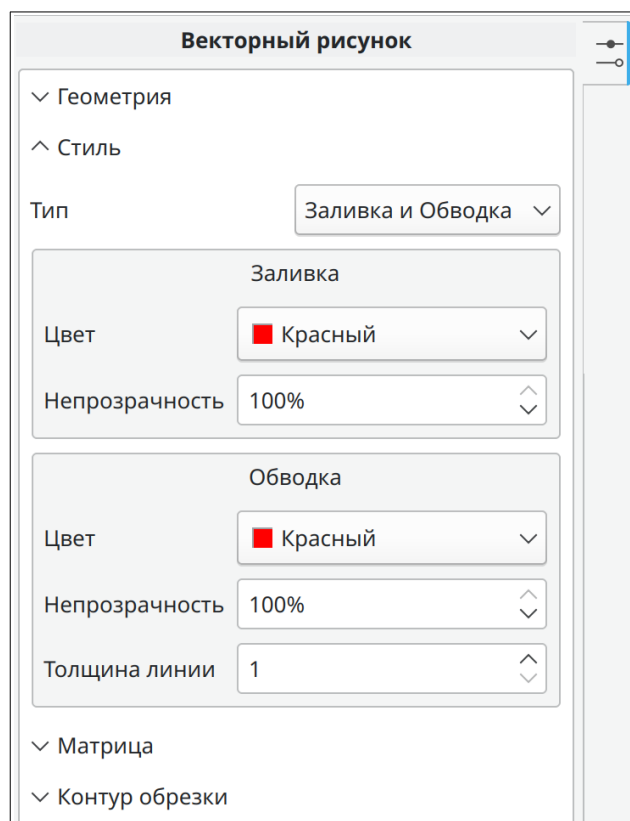 Векторный рисунок
Геометрия
Стиль
Тип Заливка и Обводка
Заливка
Цвет Красный
Непрозрачность 100%
Обводка
Цвет Красный
Непрозрачность 100%
Толщина линии 1
Матрица
Контур обрезки